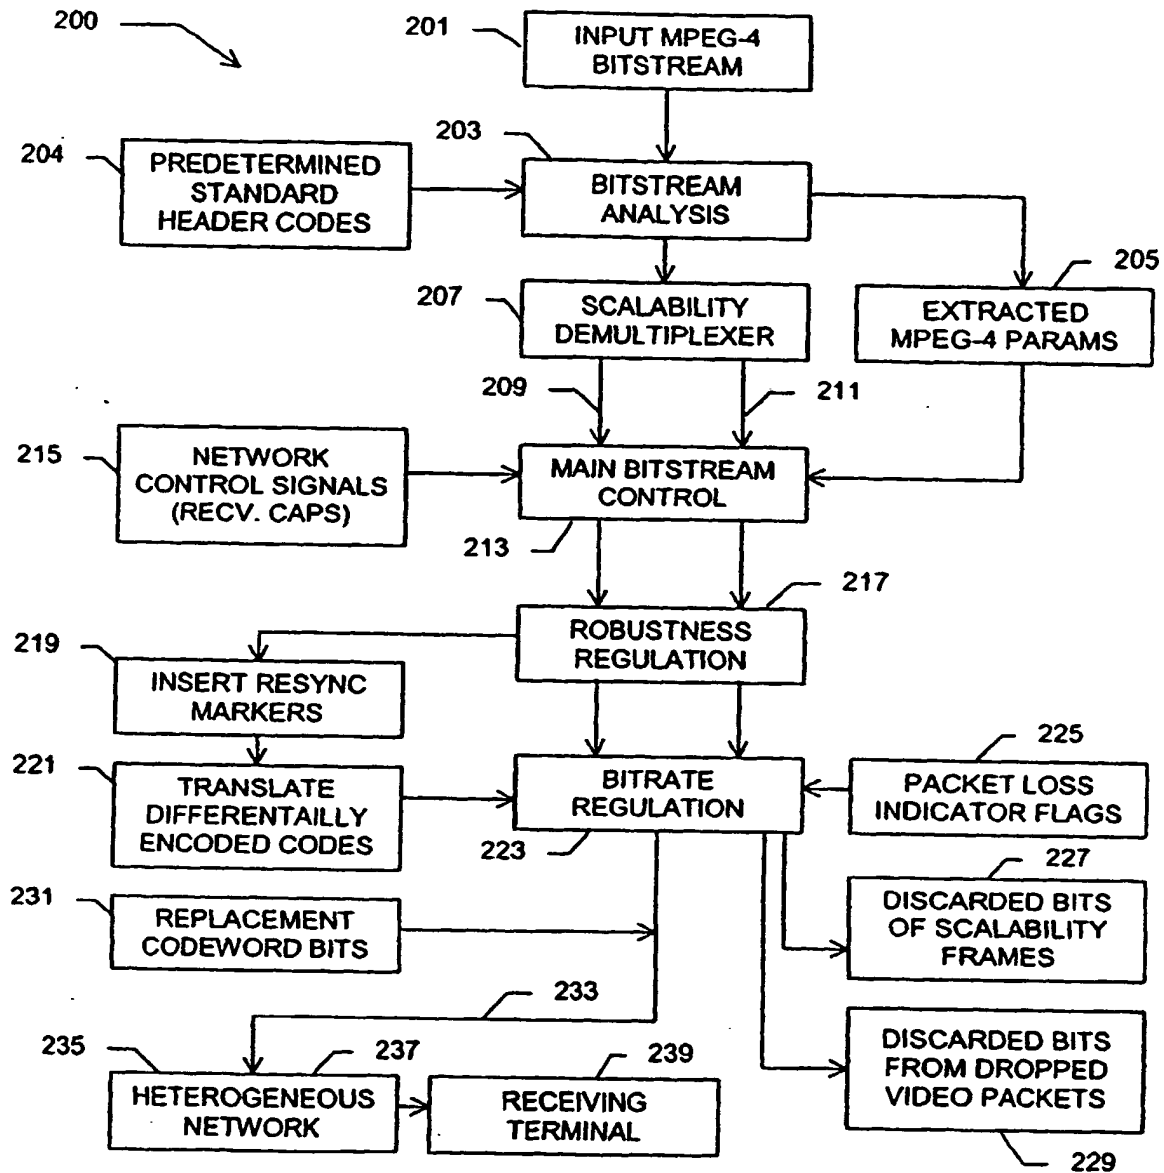 200
201
INPUT MPEG-4
BITSTREAM
203
204
PREDETERMINED
STANDARD
HEADER CODES
BITSTREAM
ANALYSIS
205
207
SCALABILITY
DEMULTIPLEXER
EXTRACTED
MPEG-4 PARAMS
209
211
215
NETWORK
CONTROL SIGNALS
(RECV. CAPS)
MAIN BITSTREAM
CONTROL
213
217
ROBUSTNESS
REGULATION
219
INSERT RESYNC
MARKERS
221
TRANSLATE
DIFFERENTAILLY
ENCODED CODES
BITRATE
REGULATION
223
225
PACKET LOSS
INDICATOR FLAGS
227
DISCARDED BITS
OF SCALABILITY
FRAMES
231
REPLACEMENT
CODEWORD BITS
233
235
237
HETEROGENEOUS
NETWORK
239
RECEIVING
TERMINAL
DISCARDED BITS
FROM DROPPED
VIDEO PACKETS
229